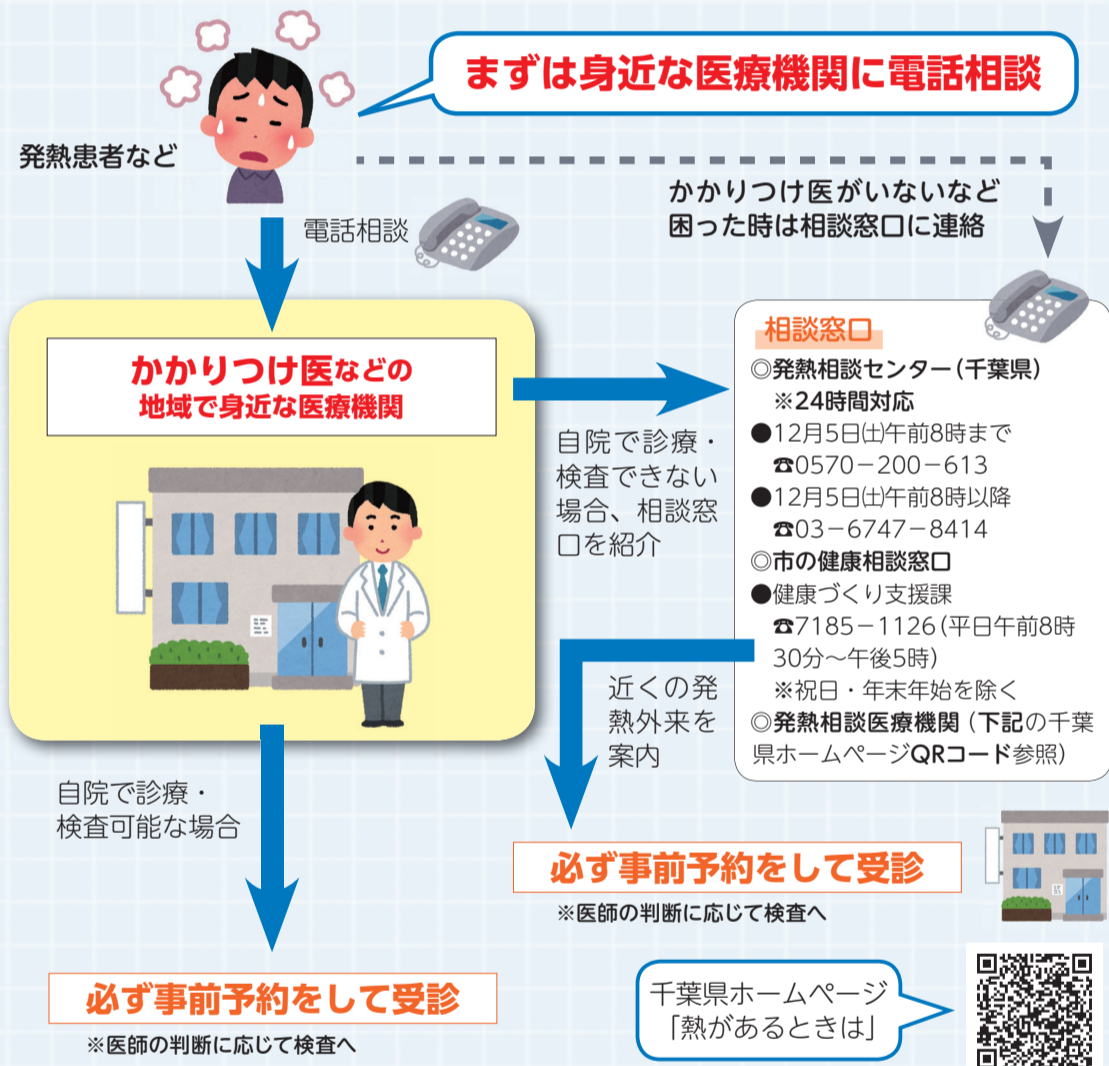 まずは身近な医療機関に電話相談
発熱患者など
かかりつけ医がいないなど
困った時は相談窓口に連絡
電話相談
かかりつけ医などの
地域で身近な医療機関
自院で診療・
検査できない
場合、相談窓
口を紹介
相談窓口
◎発熱相談センター(千葉県)
※24時間対応
●12月5日㈯午前8時まで
☎0570−200−613
●12月5日㈯午前8時以降
☎03−6747−8414
◎市の健康相談窓口
●健康づくり支援課
☎7185−1126(平日午前8時
30分〜午後5時)
※祝日・年末年始を除く
◎発熱相談医療機関(下記の千葉
県ホームページQRコード参照)
近くの発
熱外来を
案内
自院で診療・
検査可能な場合
必ず事前予約をして受診
※医師の判断に応じて検査へ
必ず事前予約をして受診
※医師の判断に応じて検査へ
千葉県ホームページ
「熱があるときは」